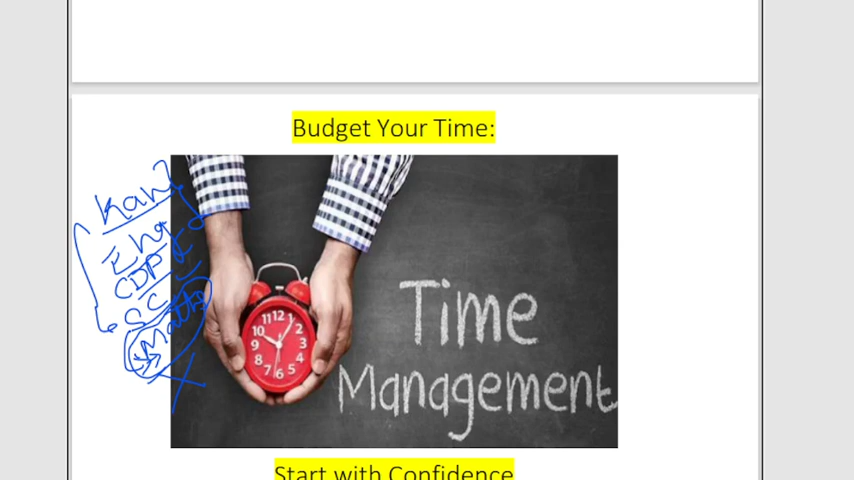 Budget Your Time:
Kan
Eng
CDP
SC
Maths
12
11
1
10
2
9
3
8
4
7
6
5
Time
Management
Start with Confidence